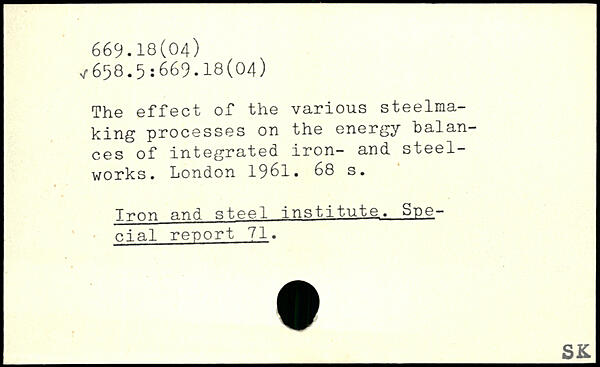 669.18(04)
✓658.5:669.18(04)
The effect of the various steelma-
king processes on the energy balan-
ces of integrated iron- and steel-
works. London 1961. 68 s.
Iron and steel institute. Spe-
cial report 71.
SK